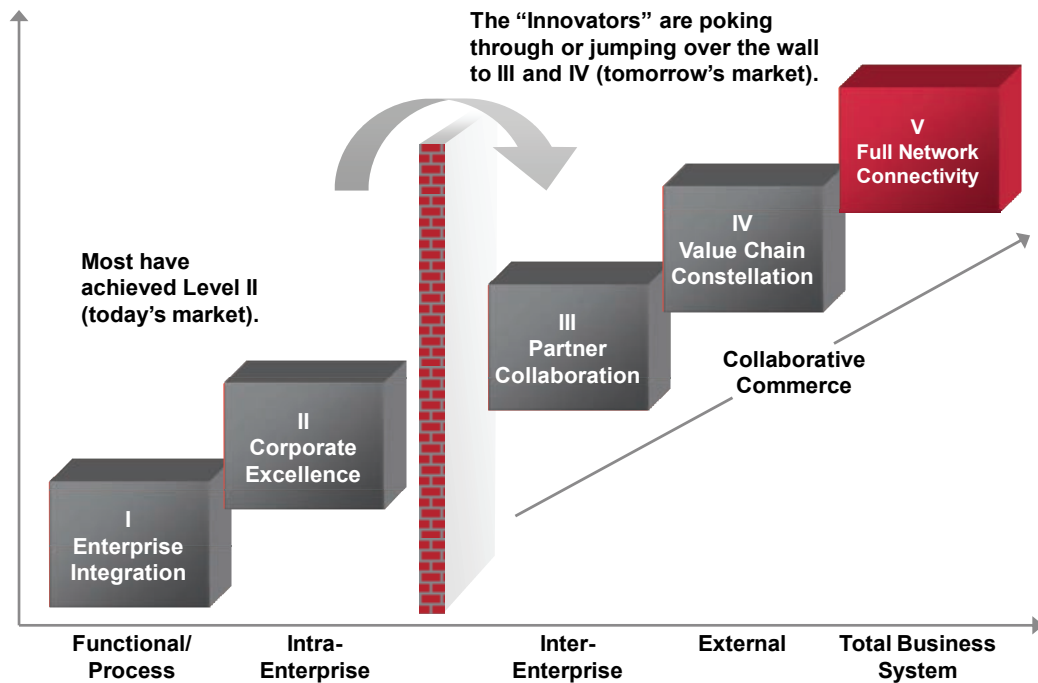 The “Innovators” are poking
through or jumping over the wall
to III and IV (tomorrow’s market).
Most have
achieved Level II
(today’s market).
I
Enterprise
Integration
II
Corporate
Excellence
III
Partner
Collaboration
IV
Value Chain
Constellation
V
Full Network
Connectivity
Collaborative
Commerce
Functional/
Process
Intra-
Enterprise
Inter-
Enterprise
External
Total Business
System